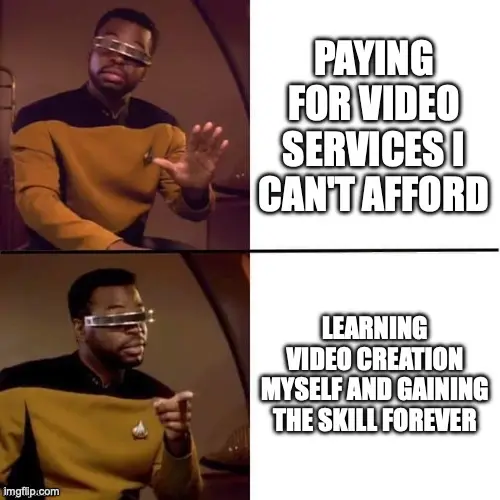 PAYING
FOR VIDEO
SERVICES I
CAN'T AFFORD
LEARNING
VIDEO CREATION
MYSELF AND GAINING
THE SKILL FOREVER
imgflip.com